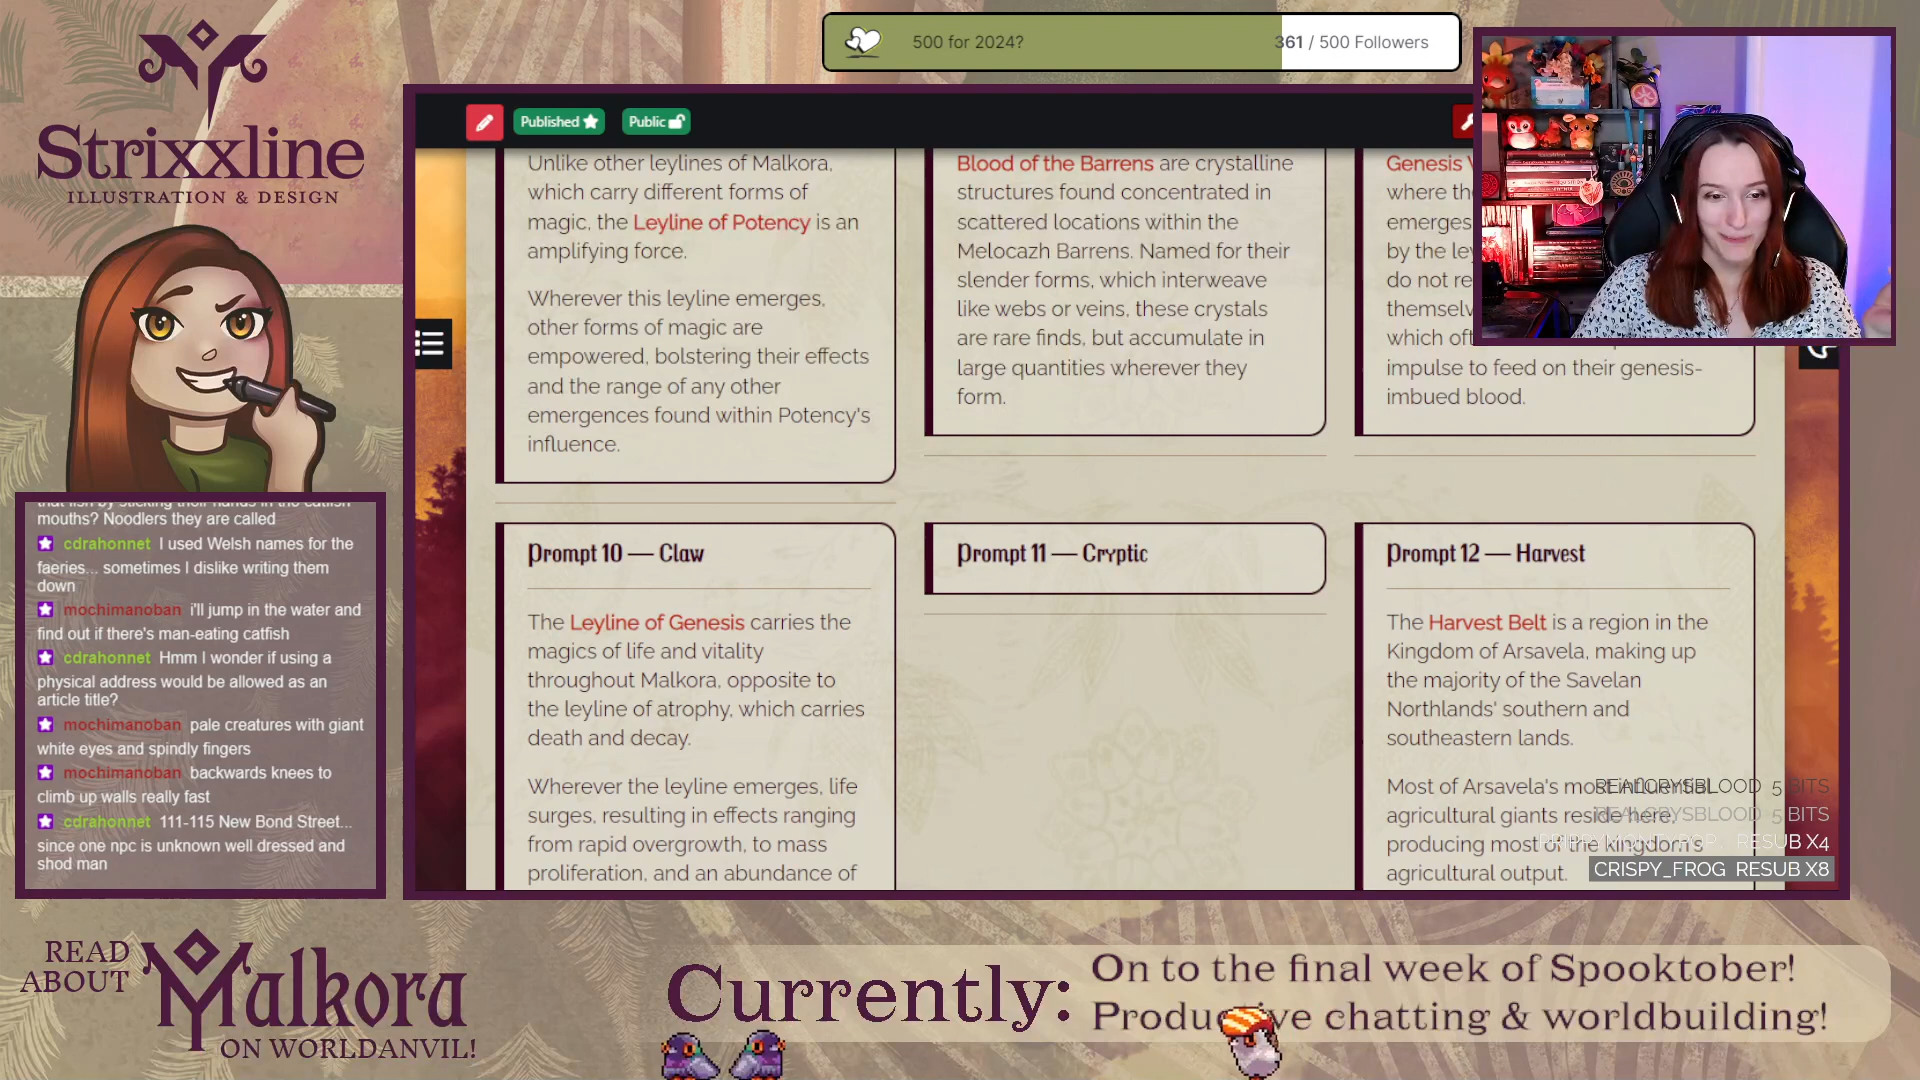 Strixxline
ILLUSTRATION & DESIGN
500 for 2024?
361 / 500 Followers
Published
Public
Unlike other leylines of Malkora,
which carry different forms of
magic, the Leyline of Potency is an
amplifying force.
Wherever this leyline emerges,
other forms of magic are
empowered, bolstering their effects
and the range of any other
emergences found within Potency's
influence.
Blood of the Barrens are crystalline
structures found concentrated in
scattered locations within the
Melocazh Barrens. Named for their
slender forms, which interweave
like webs or veins, these crystals
are rare finds, but accumulate in
large quantities wherever they
form.
Genesis
where
emerges
by the
do not
which
impulse to feed on their genesis-
imbued blood.
Prompt 10 — Claw
The Leyline of Genesis carries the
magics of life and vitality
throughout Malkora, opposite to
the leyline of atrophy, which carries
death and decay.
Wherever the leyline emerges, life
surges, resulting in effects ranging
from rapid overgrowth, to mass
proliferation, and an abundance of
Prompt 11 — Cryptic
Prompt 12 — Harvest
The Harvest Belt is a region in the
Kingdom of Arsavela, making up
the majority of the Savelan
Northlands' southern and
southeastern lands.
Most of Arsavela's most influential
agricultural giants reside here,
producing most of the kingdom's
agricultural output.
REALCRYSBLOOD 5 BITS
REALCRYSBLOOD 5 BITS
RESUB X4
CRISPY_FROG RESUB X8
that fish by sticking their hands in the catfish
mouths? Noodlers they are called
cdrahonnet I used Welsh names for the
faeries... sometimes I dislike writing them
down
mochimanoban i'll jump in the water and
find out if there's man-eating catfish
cdrahonnet Hmm I wonder if using a
physical address would be allowed as an
article title?
mochimanoban pale creatures with giant
white eyes and spindly fingers
mochimanoban backwards knees to
climb up walls really fast
cdrahonnet 111-115 New Bond Street...
since one npc is unknown well dressed and
shod man
READ
ABOUT
Malkora
ON WORLDANVIL!
Currently:
On to the final week of Spooktober!
Productive chatting & worldbuilding!